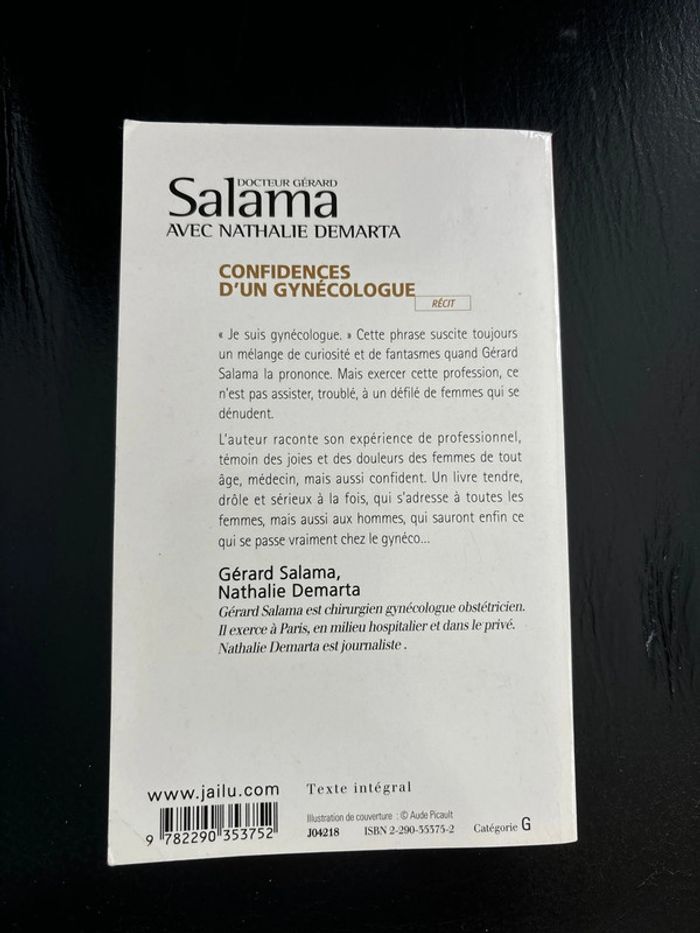 DOCTEUR GÉRARD
Salama
AVEC NATHALIE DEMARTA
CONFIDENCES
D'UN GYNÉCOLOGUE
RÉCIT
« Je suis gynécologue. » Cette phrase suscite toujours
un mélange de curiosité et de fantasmes quand Gérard
Salama la prononce. Mais exercer cette profession, ce
n'est pas assister, troublé, à un défilé de femmes qui se
dénudent.
L'auteur raconte son expérience de professionnel,
témoin des joies et des douleurs des femmes de tout
âge, médecin, mais aussi confident. Un livre tendre,
drôle et sérieux à la fois, qui s'adresse à toutes les
femmes, mais aussi aux hommes, qui sauront enfin ce
qui se passe vraiment chez le gynéco...
Gérard Salama,
Nathalie Demarta
Gérard Salama est chirurgien gynécologue obstétricien.
Il exerce à Paris, en milieu hospitalier et dans le privé.
Nathalie Demarta est journaliste .
www.jailu.com
Texte intégral
Illustration de couverture : © Aude Picault
J04218 ISBN 2-290-35375-2 Catégorie G
9 782290 353752